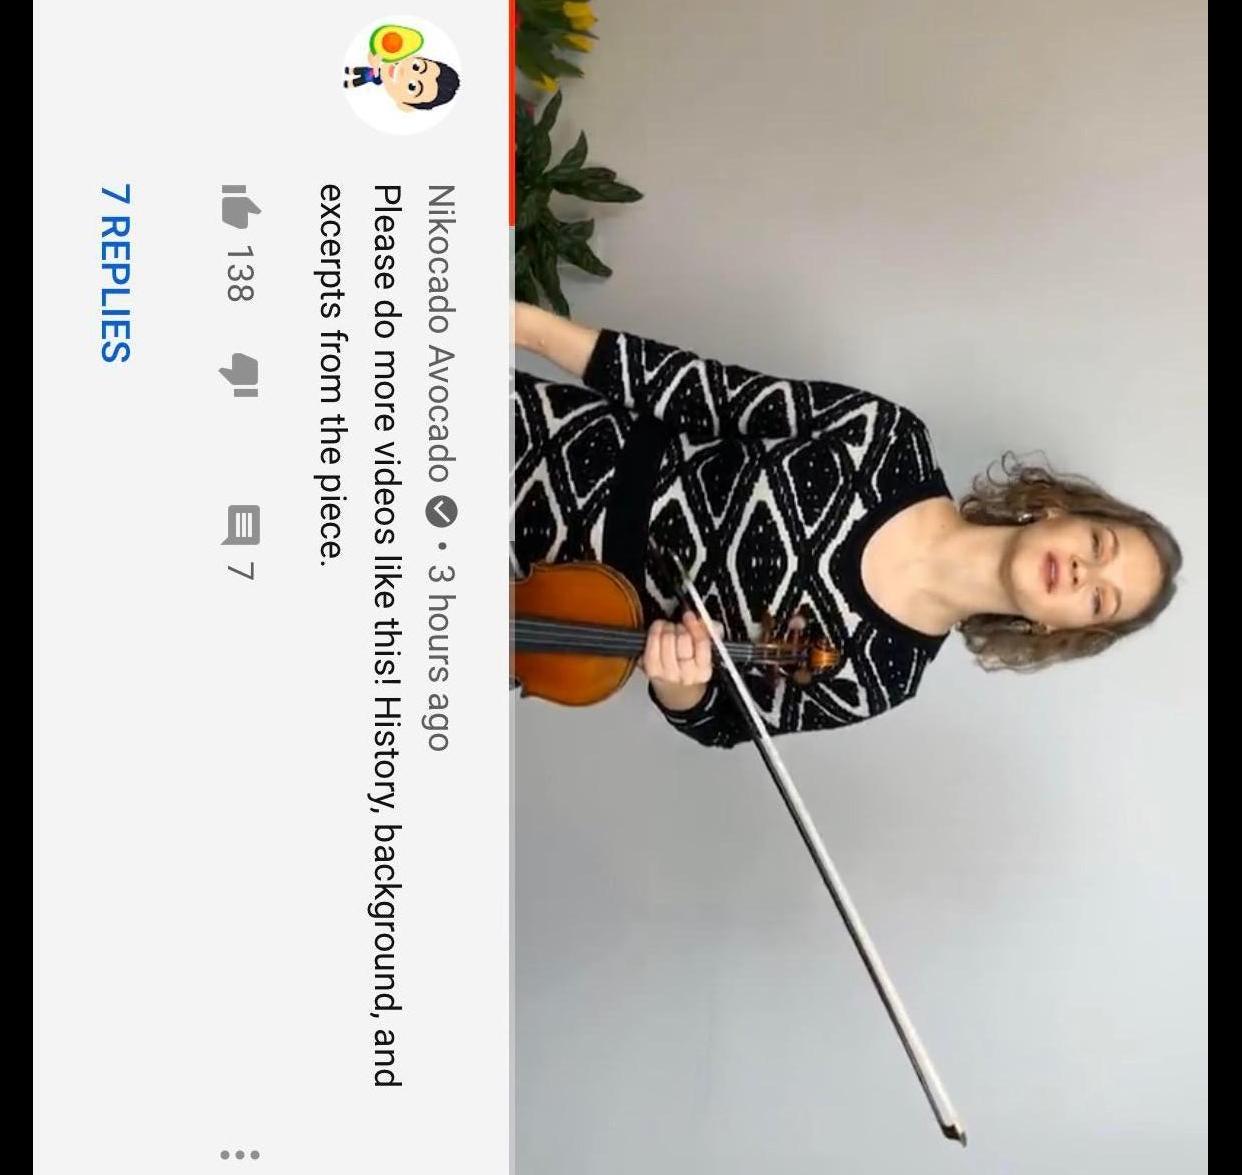 Nikocado Avocado • 3 hours ago
Please do more videos like this! History, background, and
excerpts from the piece.
138 7
7 REPLIES